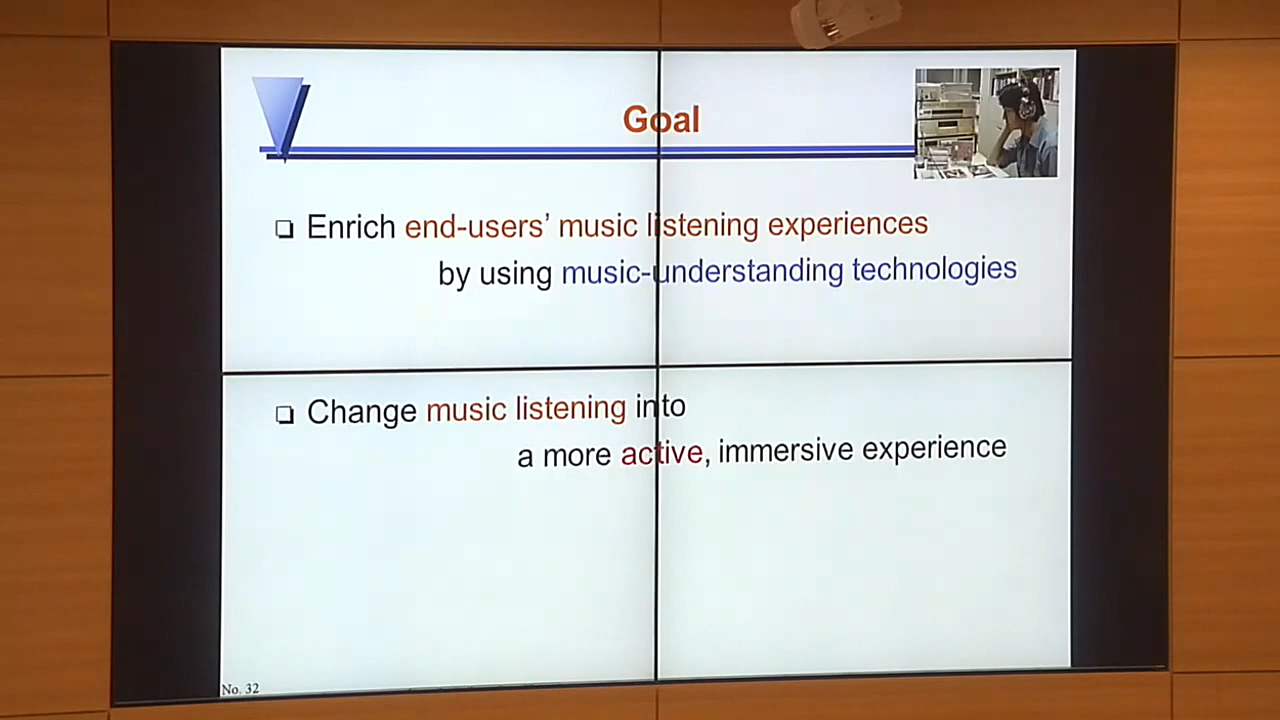 Goal
❏ Enrich end-users’ music listening experiences
by using music-understanding technologies
❏ Change music listening into
a more active, immersive experience
No. 32